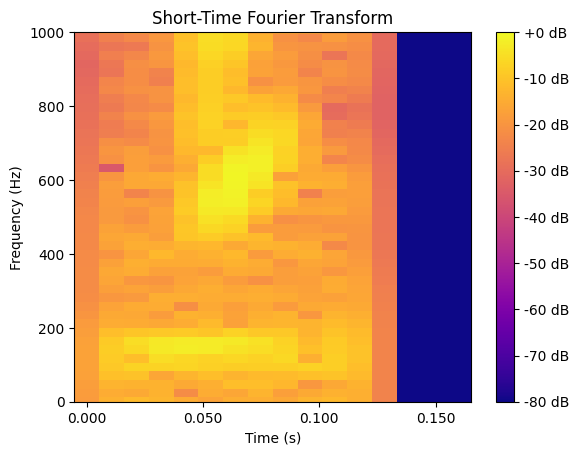 Short-Time Fourier Transform
1000
800
600
400
200
0
Frequency (Hz)
0.000
0.050
0.100
0.150
Time (s)
+0 dB
-10 dB
-20 dB
-30 dB
-40 dB
-50 dB
-60 dB
-70 dB
-80 dB